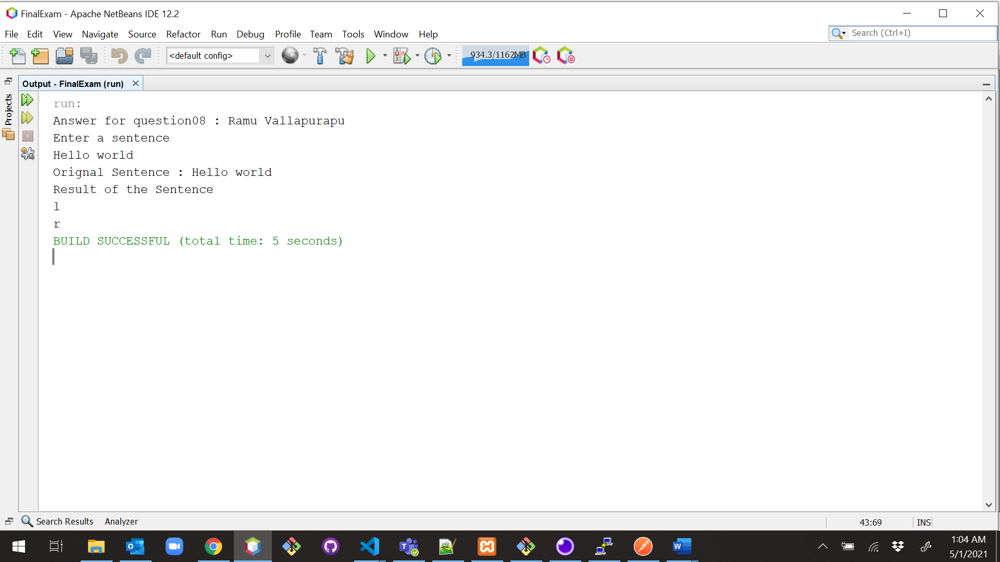 FinalExam - Apache NetBeans IDE 12.2
File Edit View Navigate Source Refactor Run Debug Profile Team Tools Window Help
Search (Ctrl+I)
<default config>
934.3/1162MB
Projects
Output - FinalExam (run)
run:
Answer for question08 : Ramu Vallapurapu
Enter a sentence
Hello world
Orignal Sentence : Hello world
Result of the Sentence
l
r
BUILD SUCCESSFUL (total time: 5 seconds)
Search Results Analyzer
43:69 INS
1:04 AM
5/1/2021